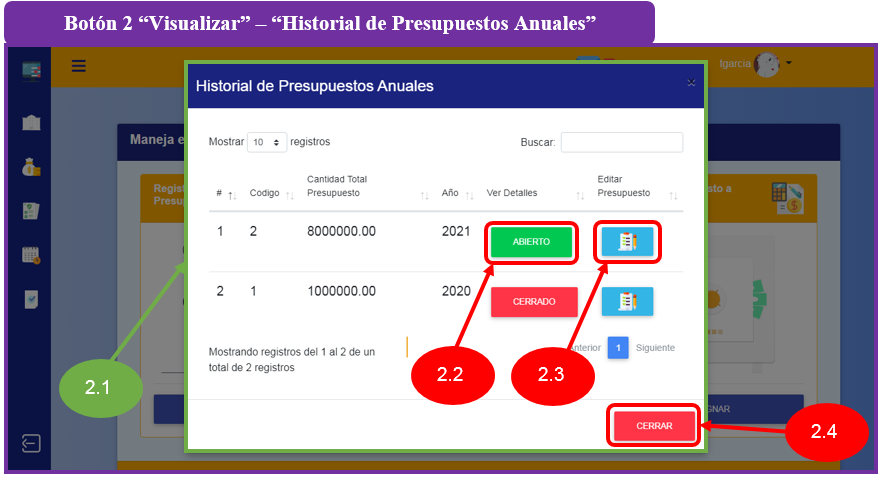 Botón 2 “Visualizar” – “Historial de Presupuestos Anuales”
tgarcia
Historial de Presupuestos Anuales
×
Maneja e
Mostrar 10 registros
Buscar:
Regist
Presu
sto a
# Codigo Cantidad Total Presupuesto Año Ver Detalles Editar Presupuesto
1 2 8000000.00 2021 ABIERTO
2 1 1000000.00 2020 CERRADO
Mostrando registros del 1 al 2 de un
total de 2 registros
nterior 1 Siguiente
2.1
2.2
2.3
GNAR
CERRAR
2.4